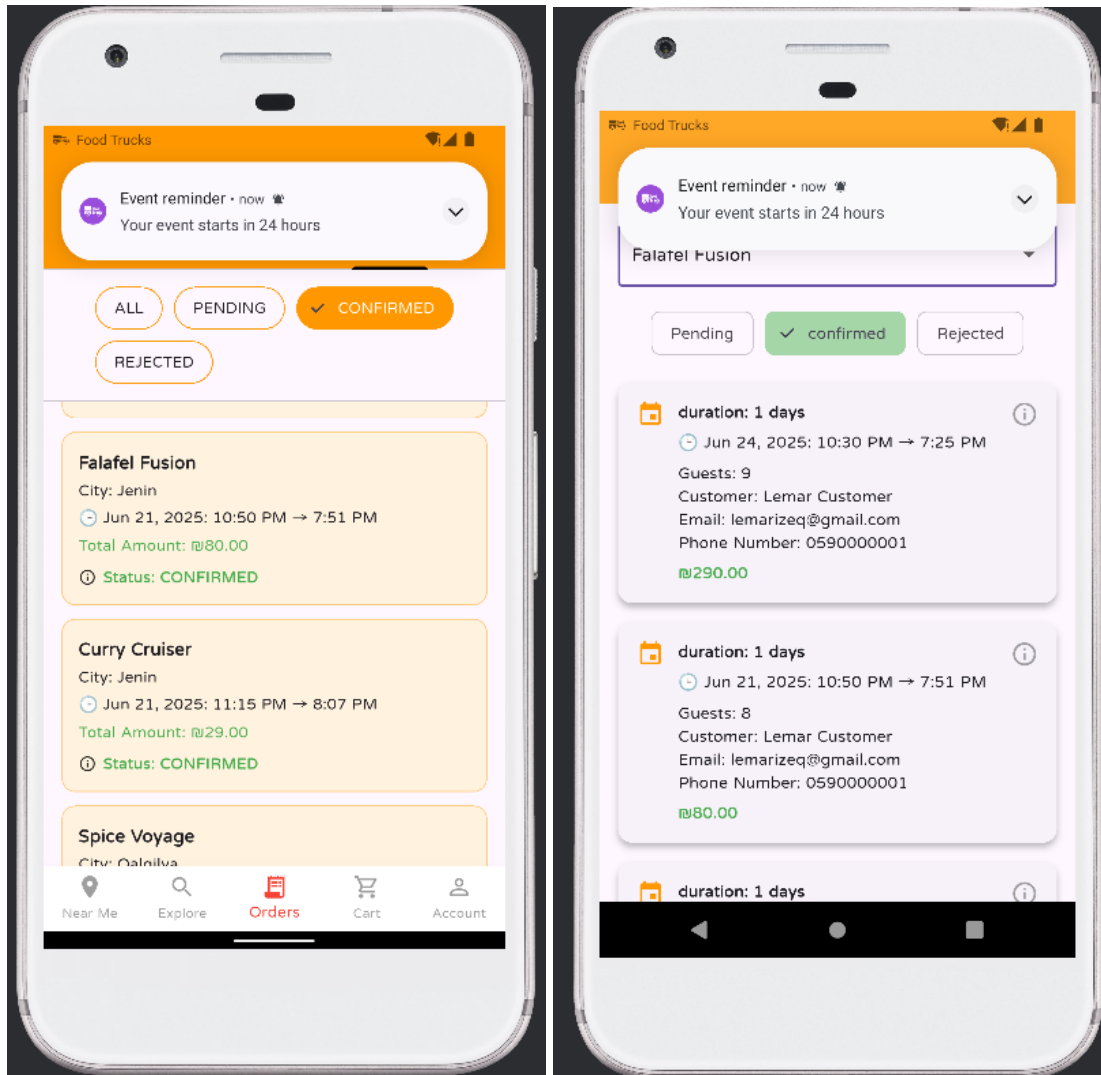 Food Trucks
Event reminder • now
Your event starts in 24 hours
ALL
PENDING
✓ CONFIRMED
REJECTED
Falafel Fusion
City: Jenin
Jun 21, 2025: 10:50 PM → 7:51 PM
Total Amount: ₪80.00
Status: CONFIRMED
Curry Cruiser
City: Jenin
Jun 21, 2025: 11:15 PM → 8:07 PM
Total Amount: ₪29.00
Status: CONFIRMED
Spice Voyage
City: Qalqilya
Near Me
Explore
Orders
Cart
Account
Food Trucks
Event reminder • now
Your event starts in 24 hours
Falafel Fusion
Pending
✓ confirmed
Rejected
duration: 1 days
Jun 24, 2025: 10:30 PM → 7:25 PM
Guests: 9
Customer: Lemar Customer
Email: lemarizeq@gmail.com
Phone Number: 0590000001
₪290.00
duration: 1 days
Jun 21, 2025: 10:50 PM → 7:51 PM
Guests: 8
Customer: Lemar Customer
Email: lemarizeq@gmail.com
Phone Number: 0590000001
₪80.00
duration: 1 days